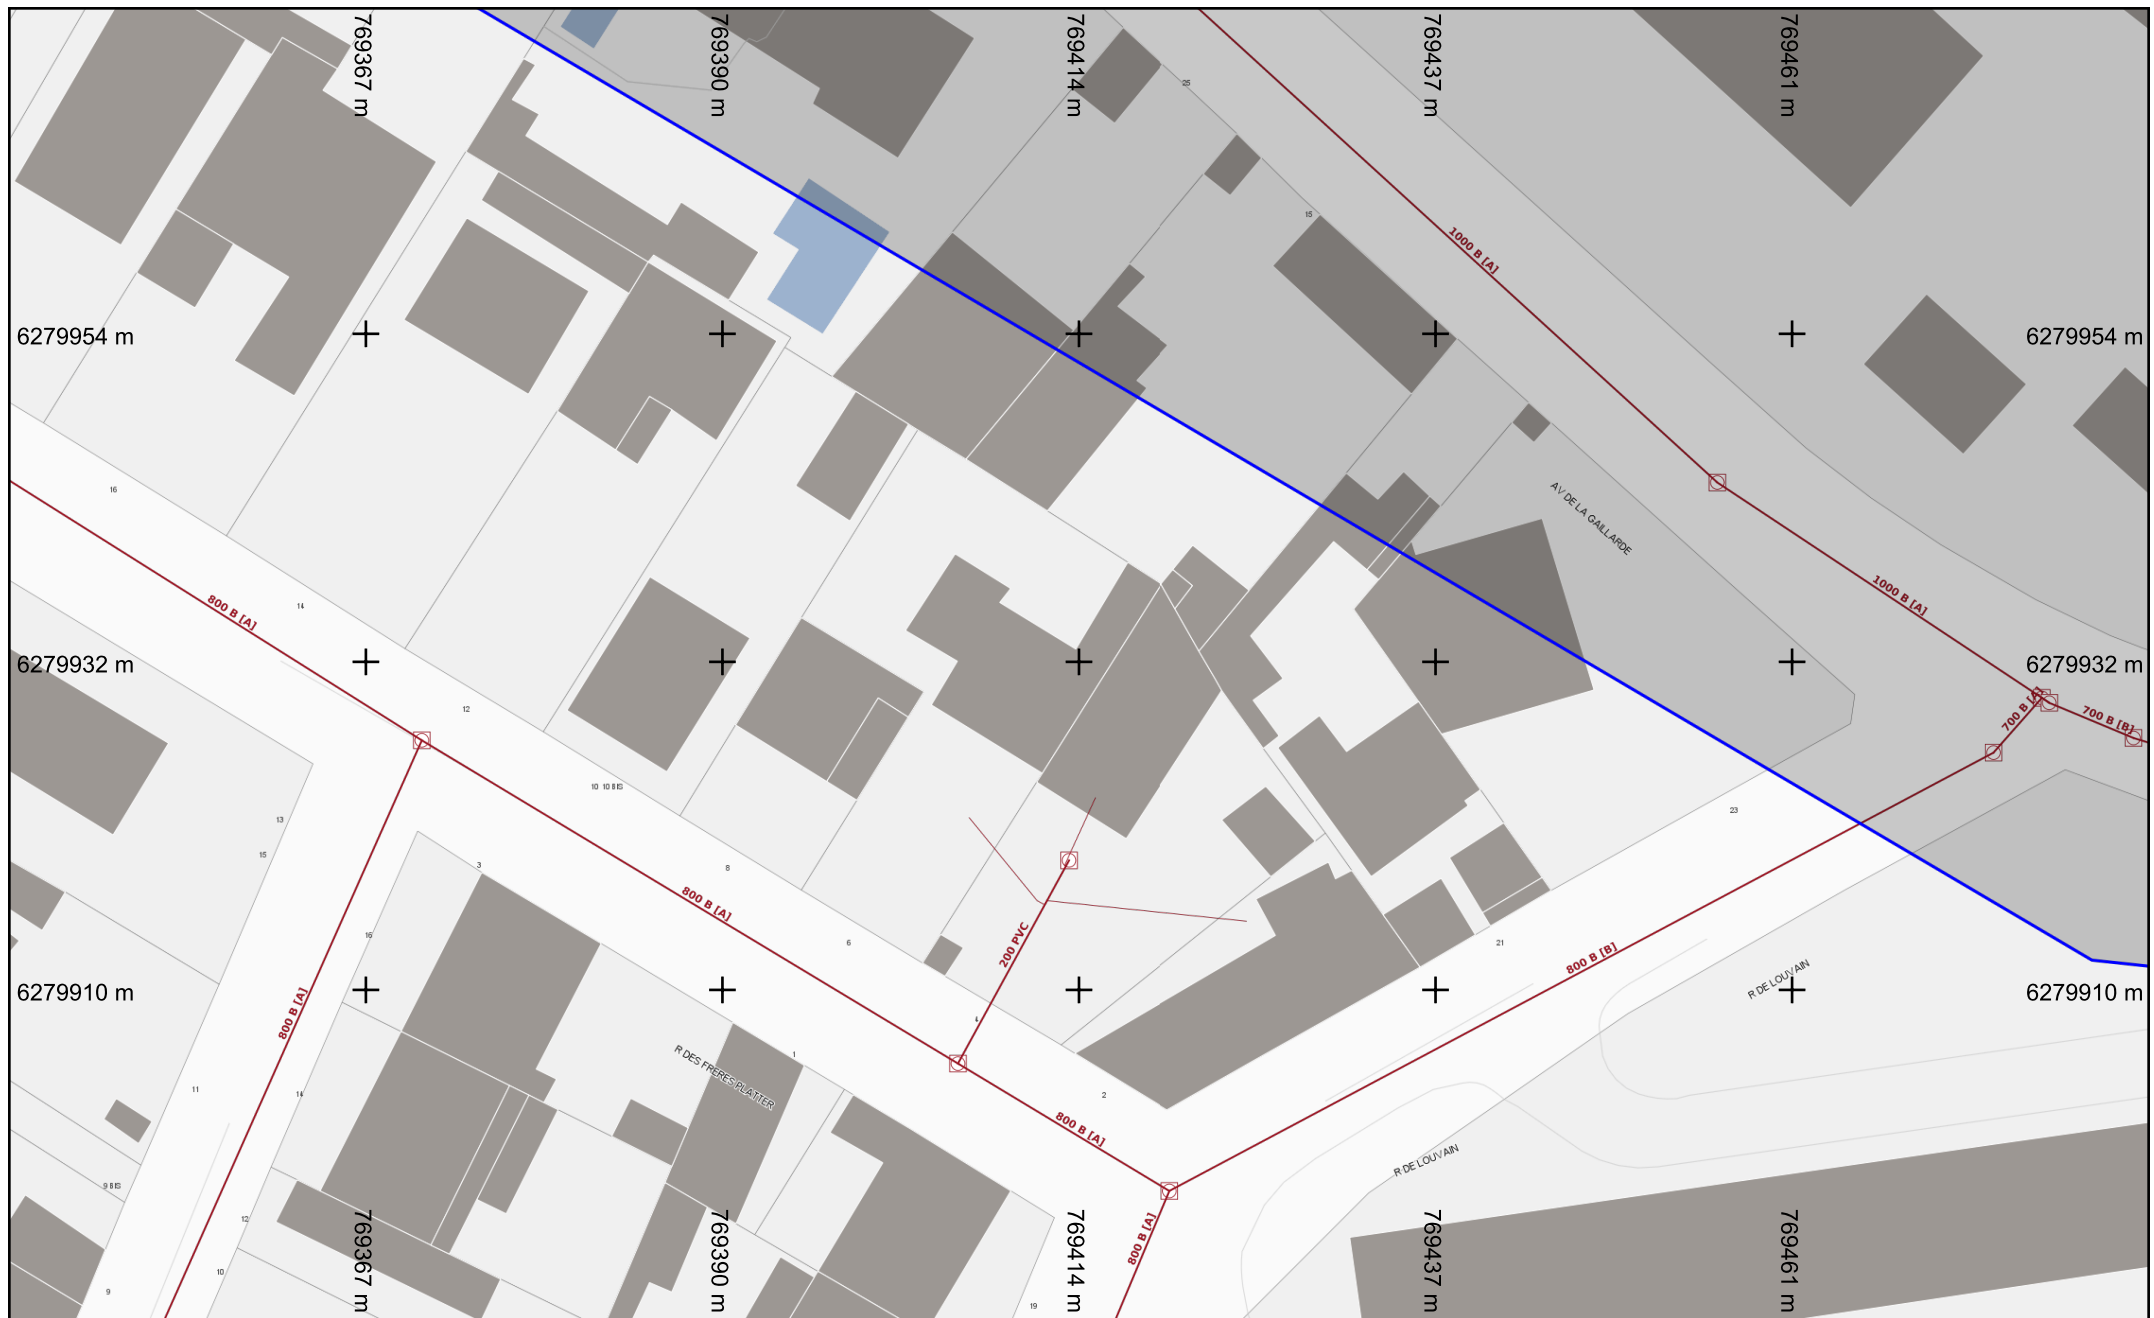 769367 m
769390 m
769414 m
769437 m
769461 m
25
15
1000 B [A]
6279954 m
6279954 m
16
AV DE LA GAILLARDE
14
800 B [A]
1000 B [A]
6279932 m
6279932 m
12
700 B [A]
700 B [B]
10 10 BIS
13
15
3
8
23
800 B [A]
16
6
21
200 PVC
800 B [B]
R DE LOUVAIN
6279910 m
6279910 m
800 B [A]
4
1
R DES FRERES PLATTER
11
14
2
800 B [A]
R DE LOUVAIN
9 BIS
12
800 B [A]
10
9
19
769367 m
769390 m
769414 m
769437 m
769461 m